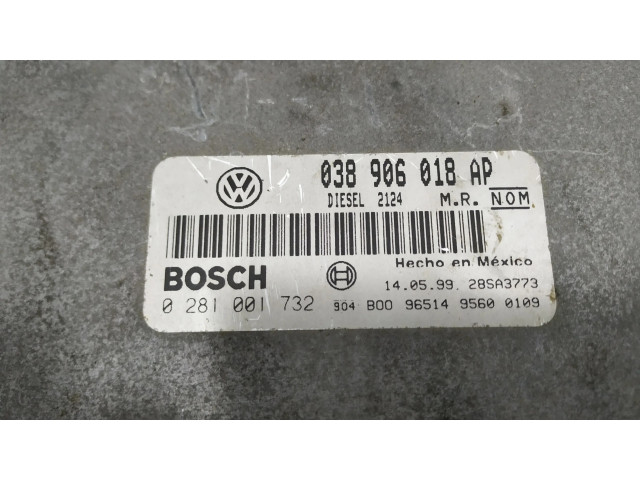 038 906 018 AP
DIESEL 2124 M.R. NOM
Hecho en México
BOSCH 14.05.99. 28SA3773
0 281 001 732 904 B00 96514 9560 0109